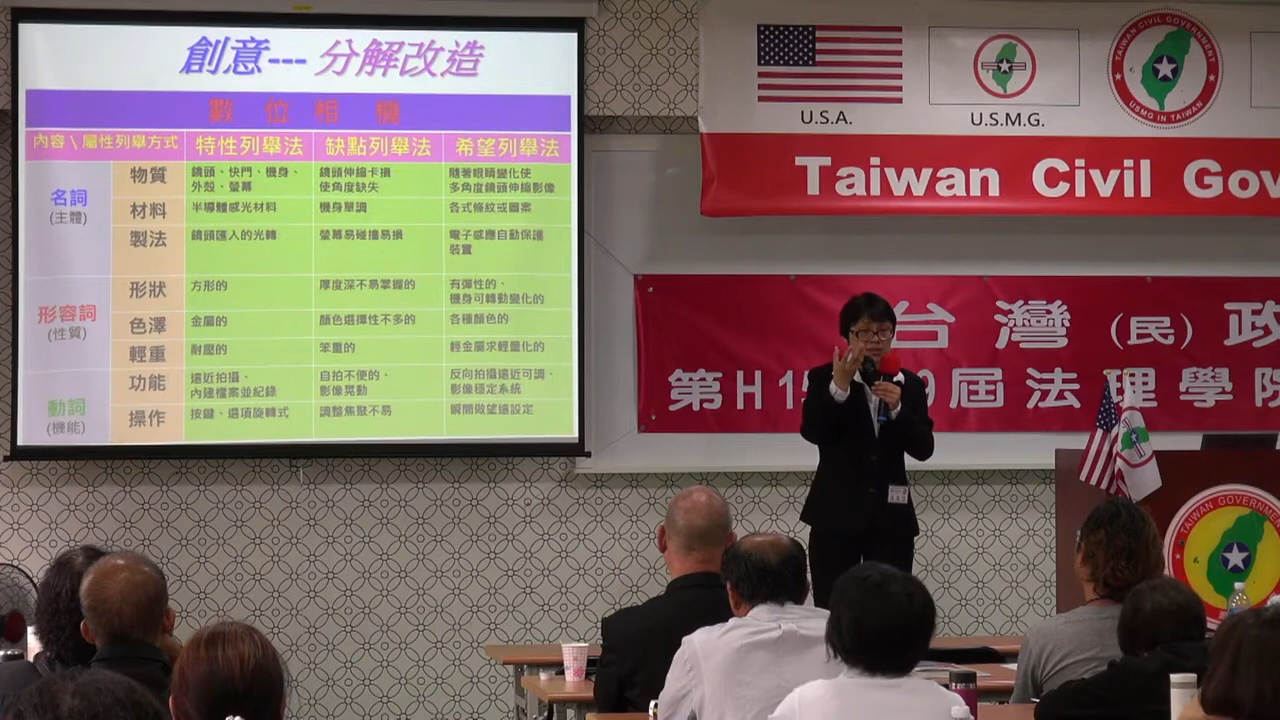 創意--- 分解改造
數 位 相 機
內容 \ 屬性列舉方式 特性列舉法 缺點列舉法 希望列舉法
名詞
(主體)
物質 鏡頭、快門、機身、 鏡頭伸縮卡損 隨著眼睛變化使
外殼、螢幕 使角度缺失 多角度鏡頭伸縮影像
材料 半導體感光材料 機身單調 各式條紋或圖案
製法 鏡頭匯人的光轉 螢幕易碰撞易損 電子感應自動保護
裝置
形容詞
(性質)
形狀 方形的 厚度深不易掌握的 有彈性的、
機身可轉動變化的
色澤 金屬的 顏色選擇性不多的 各種顏色的
輕重 耐壓的 笨重的 輕金屬求輕量化的
動詞
(機能)
功能 遠近拍攝、 自拍不便的、 反向拍攝遠近可調、
內建檔案並紀錄 影像晃動 影像穩定系統
操作 按鍵、選項旋轉式 調整焦聚不易 瞬間做望遠設定
U.S.A.
U.S.M.G.
TAIWAN CIVIL GOVERNMENT
USMG IN TAIWAN
Taiwan Civil Gov
台 灣 (民) 政
第H1 9屆法理學院
TAIWAN GOVERNMENT